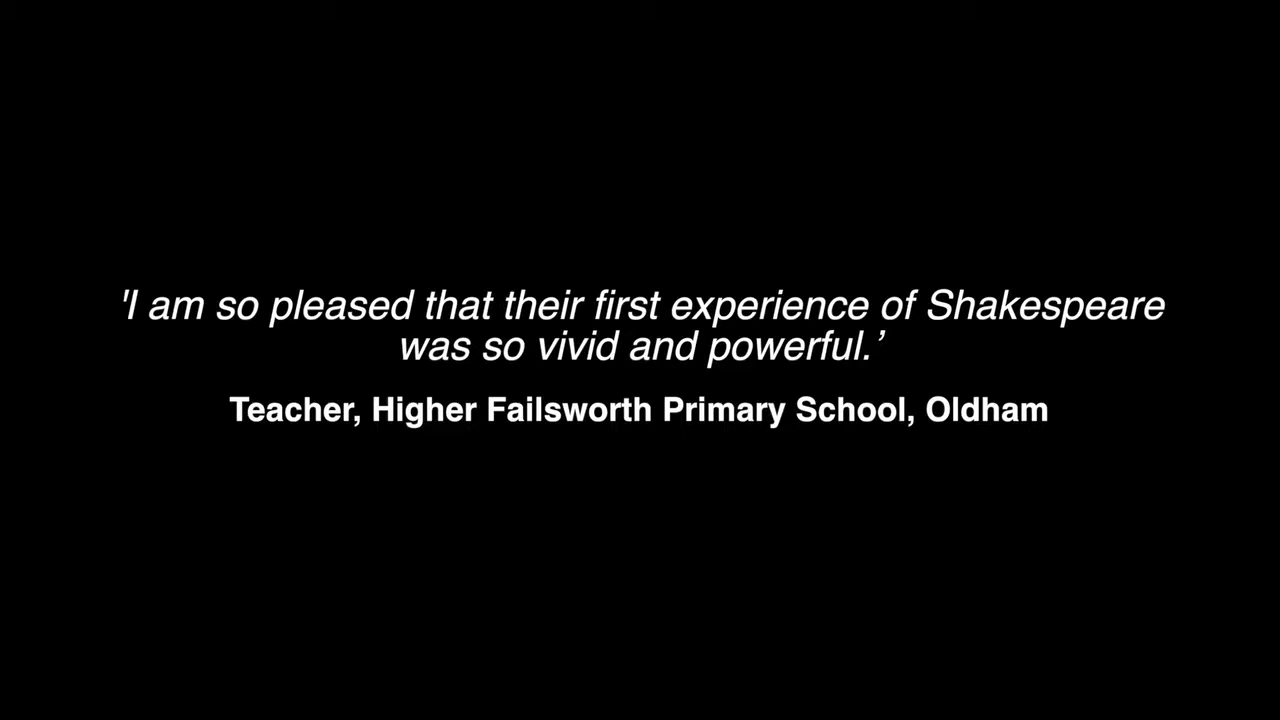 'I am so pleased that their first experience of Shakespeare
was so vivid and powerful.’
Teacher, Higher Failsworth Primary School, Oldham